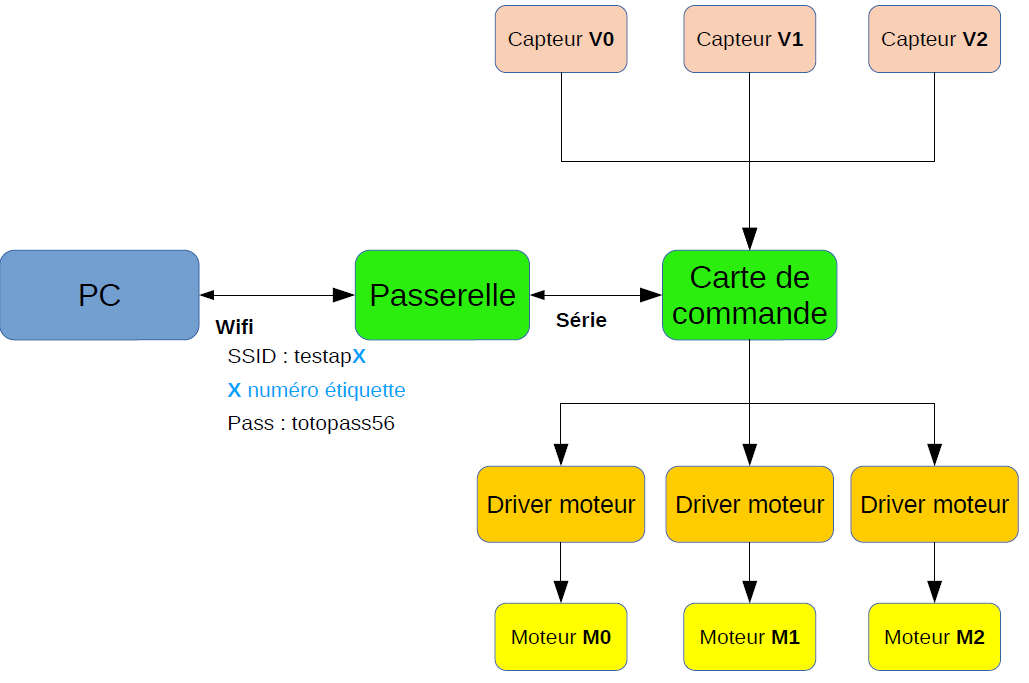 Capteur V0
Capteur V1
Capteur V2
PC
Passerelle
Carte de
commande
Wifi
Série
SSID : testapX
X numéro étiquette
Pass : totopass56
Driver moteur
Driver moteur
Driver moteur
Moteur M0
Moteur M1
Moteur M2